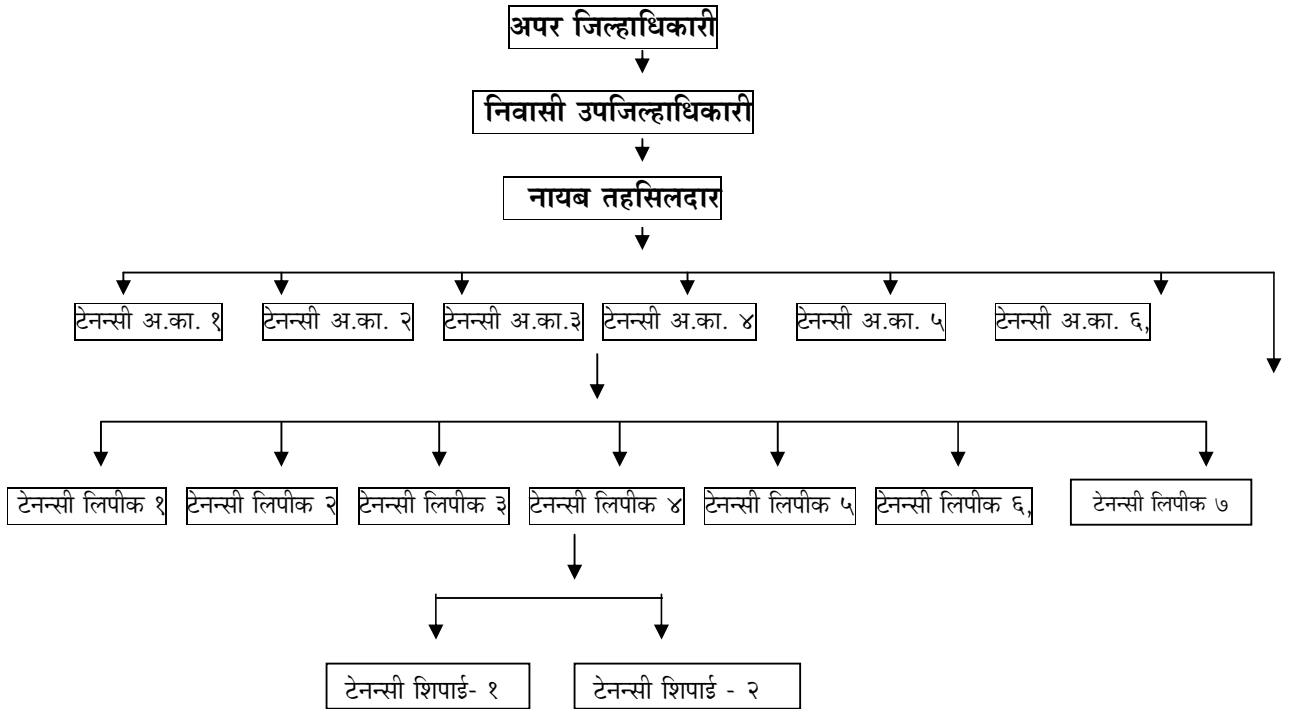 अपर जिल्हाधिकारी
निवासी उपजिल्हाधिकारी
नायब तहसिलदार
टेनन्सी अ.का. १ टेनन्सी अ.का. २ टेनन्सी अ.का.३ टेनन्सी अ.का. ४ टेनन्सी अ.का. ५ टेनन्सी अ.का. ६,
टेनन्सी लिपीक १ टेनन्सी लिपीक २ टेनन्सी लिपीक ३ टेनन्सी लिपीक ४ टेनन्सी लिपीक ५ टेनन्सी लिपीक ६, टेनन्सी लिपीक ७
टेनन्सी शिपाई- १ टेनन्सी शिपाई - २